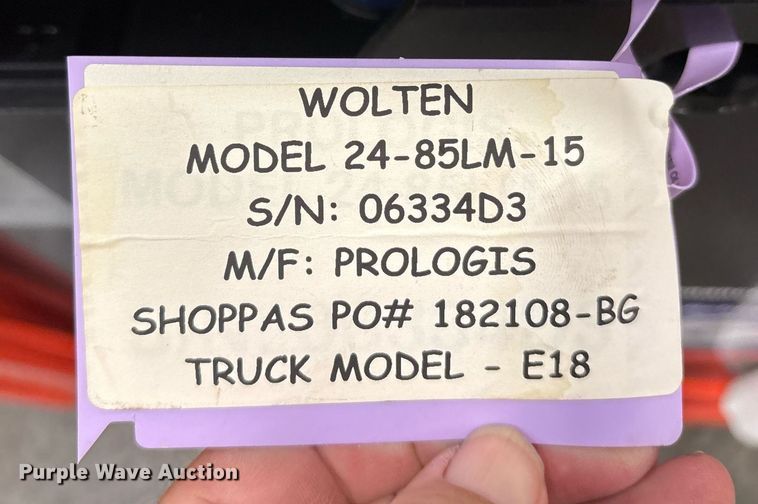 WOLTEN
MODEL 24-85LM-15
S/N: 06334D3
M/F: PROLOGIS
SHOPPAS PO# 182108-BG
TRUCK MODEL - E18
Purple Wave Auction